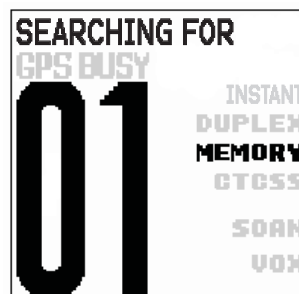 SEARCHING FOR
GPS BUSY
01
INSTANT
DUPLEX
MEMORY
CTCSS
SCAN
VOX